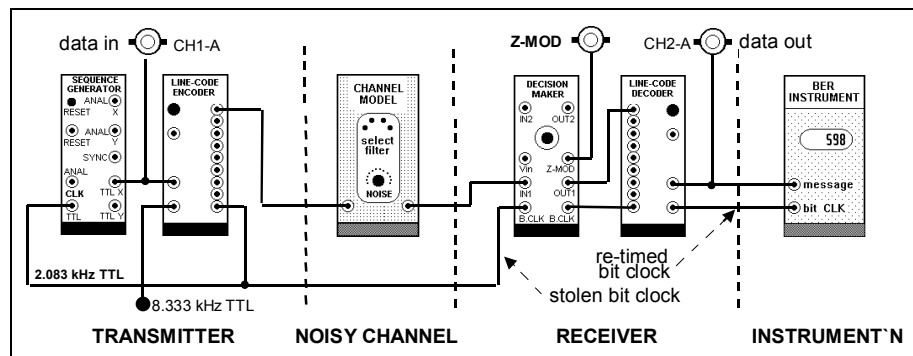 data in
CH1-A
Z-MOD
CH2-A
data out
SEQUENCE
GENERATOR
ANAL
RESET
X
ANAL
RESET
Y
SYNC
ANAL
CLK
TTL X
TTL
TTL Y
LINE-CODE
ENCODER
CHANNEL
MODEL
select
filter
NOISE
DECISION
MAKER
IN2
OUT2
Vin
Z-MOD
IN1
OUT1
B.CLK
B.CLK
LINE-CODE
DECODER
BER
INSTRUMENT
598
message
bit CLK
2.083 kHz TTL
8.333 kHz TTL
re-timed
bit clock
stolen bit clock
TRANSMITTER
NOISY CHANNEL
RECEIVER
INSTRUMENT`N